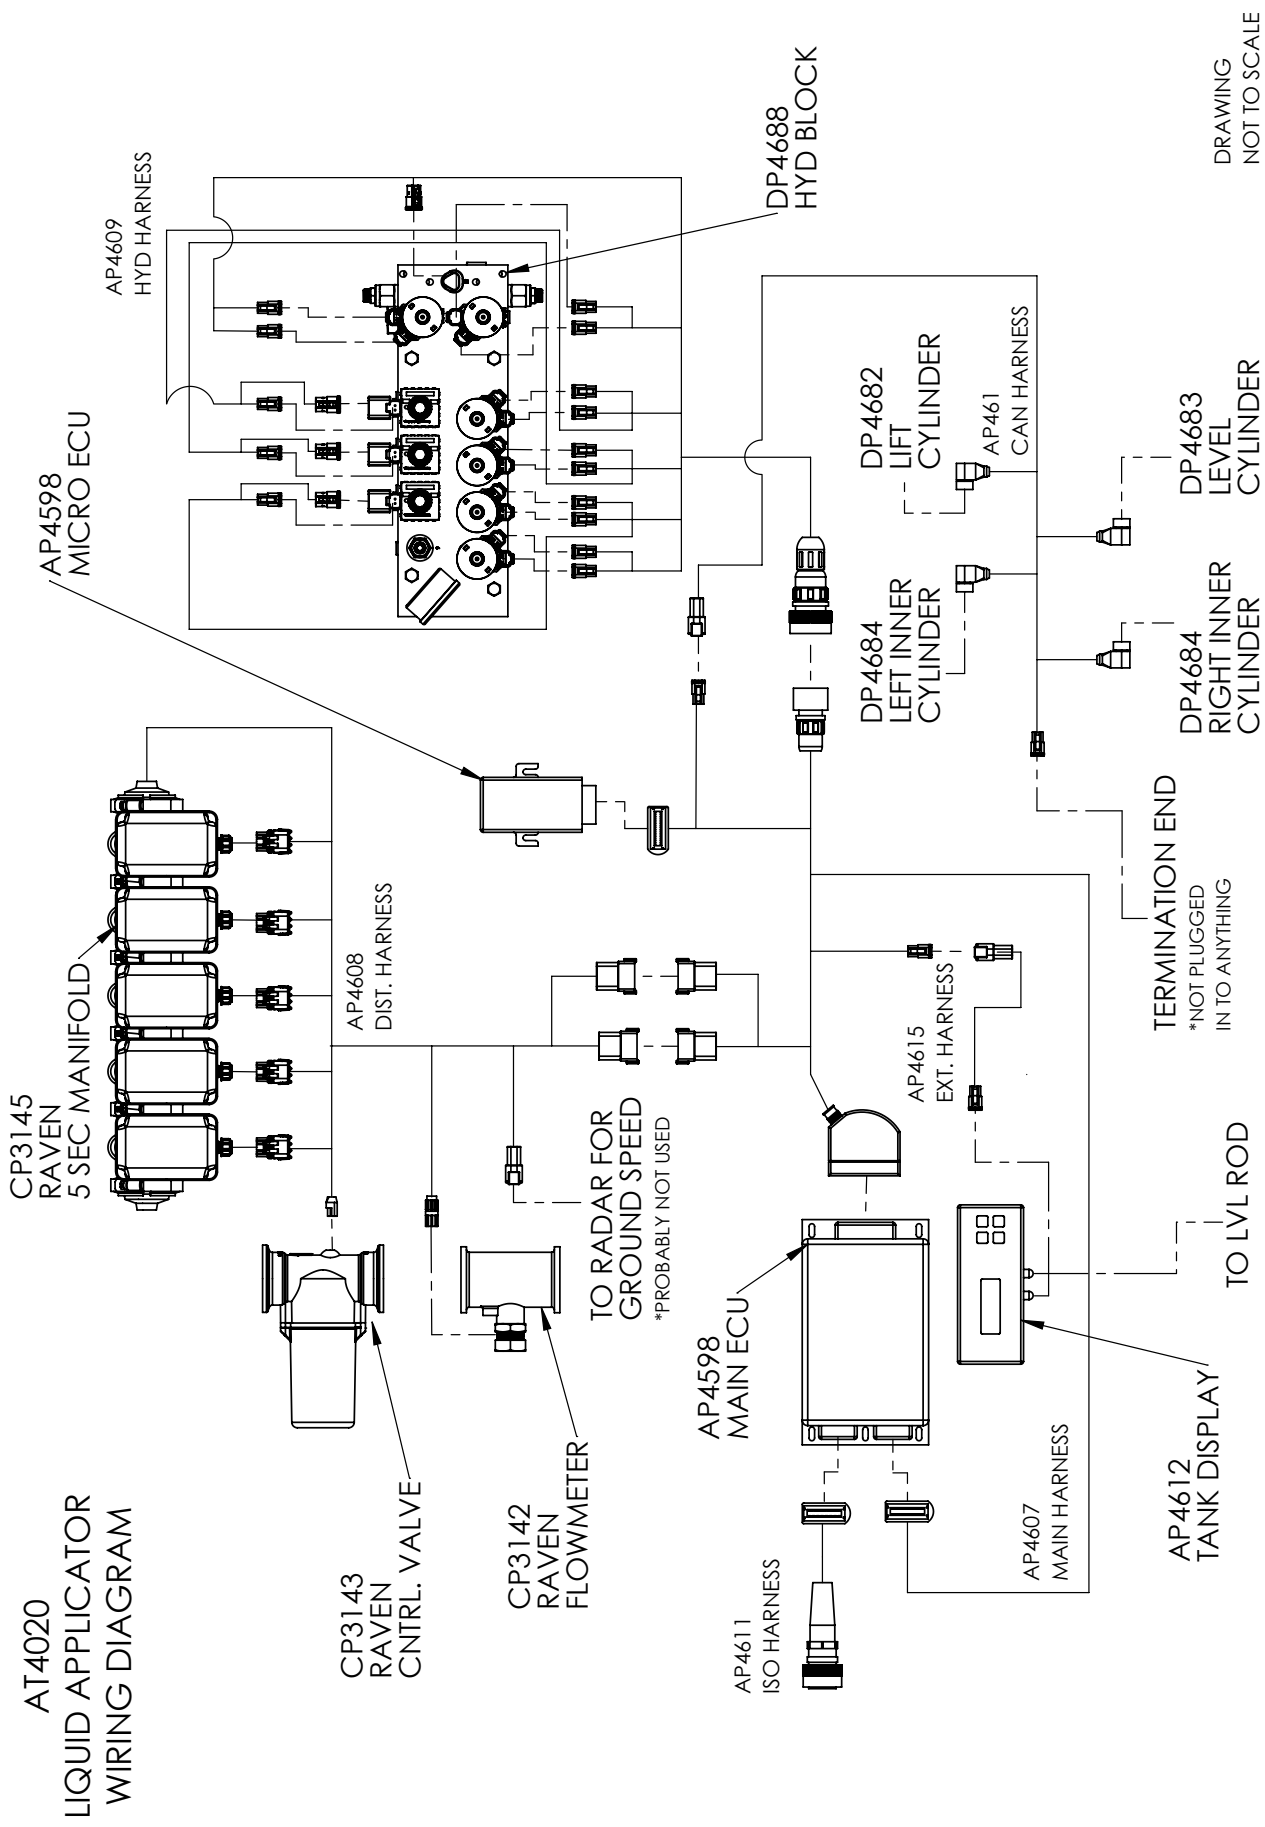 AT4020
LIQUID APPLICATOR
WIRING DIAGRAM
CP3145
RAVEN
5 SEC MANIFOLD
AP4598
MICRO ECU
AP4609
HYD HARNESS
CP3143
RAVEN
CNTRL. VALVE
AP4608
DIST. HARNESS
CP3142
RAVEN
FLOWMETER
TO RADAR FOR
GROUND SPEED
*PROBABLY NOT USED
DP4688
HYD BLOCK
AP4611
ISO HARNESS
AP4598
MAIN ECU
AP4615
EXT. HARNESS
DP4684
LEFT INNER
CYLINDER
DP4682
LIFT
CYLINDER
AP461
CAN HARNESS
AP4607
MAIN HARNESS
AP4612
TANK DISPLAY
TO LVL ROD
TERMINATION END
*NOT PLUGGED
IN TO ANYTHING
DP4684
RIGHT INNER
CYLINDER
DP4683
LEVEL
CYLINDER
DRAWING
NOT TO SCALE